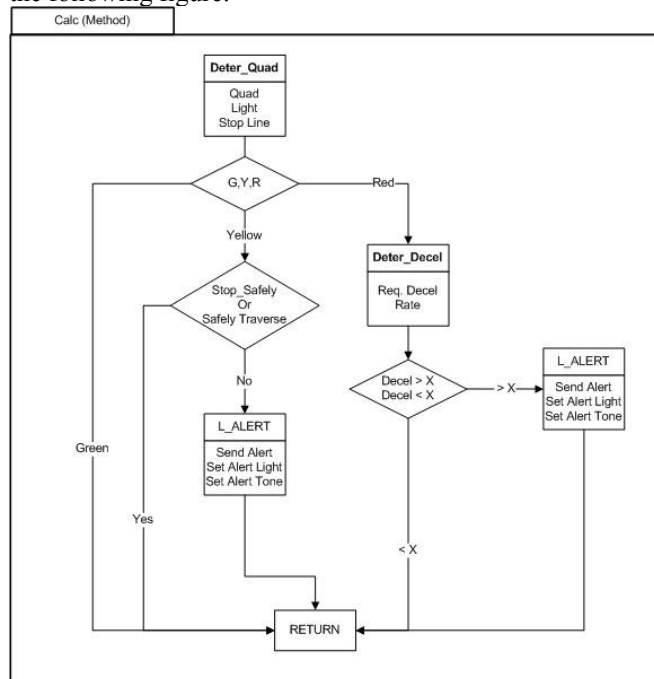 the following figure.
Calc (Method)
Deter_Quad
Quad
Light
Stop Line
G,Y,R
Red
Yellow
Deter_Decel
Req. Decel
Rate
Stop_Safely
Or
Safely Traverse
Decel > X
Decel < X
> X
L_ALERT
Send Alert
Set Alert Light
Set Alert Tone
No
L_ALERT
Send Alert
Set Alert Light
Set Alert Tone
Green
Yes
< X
RETURN